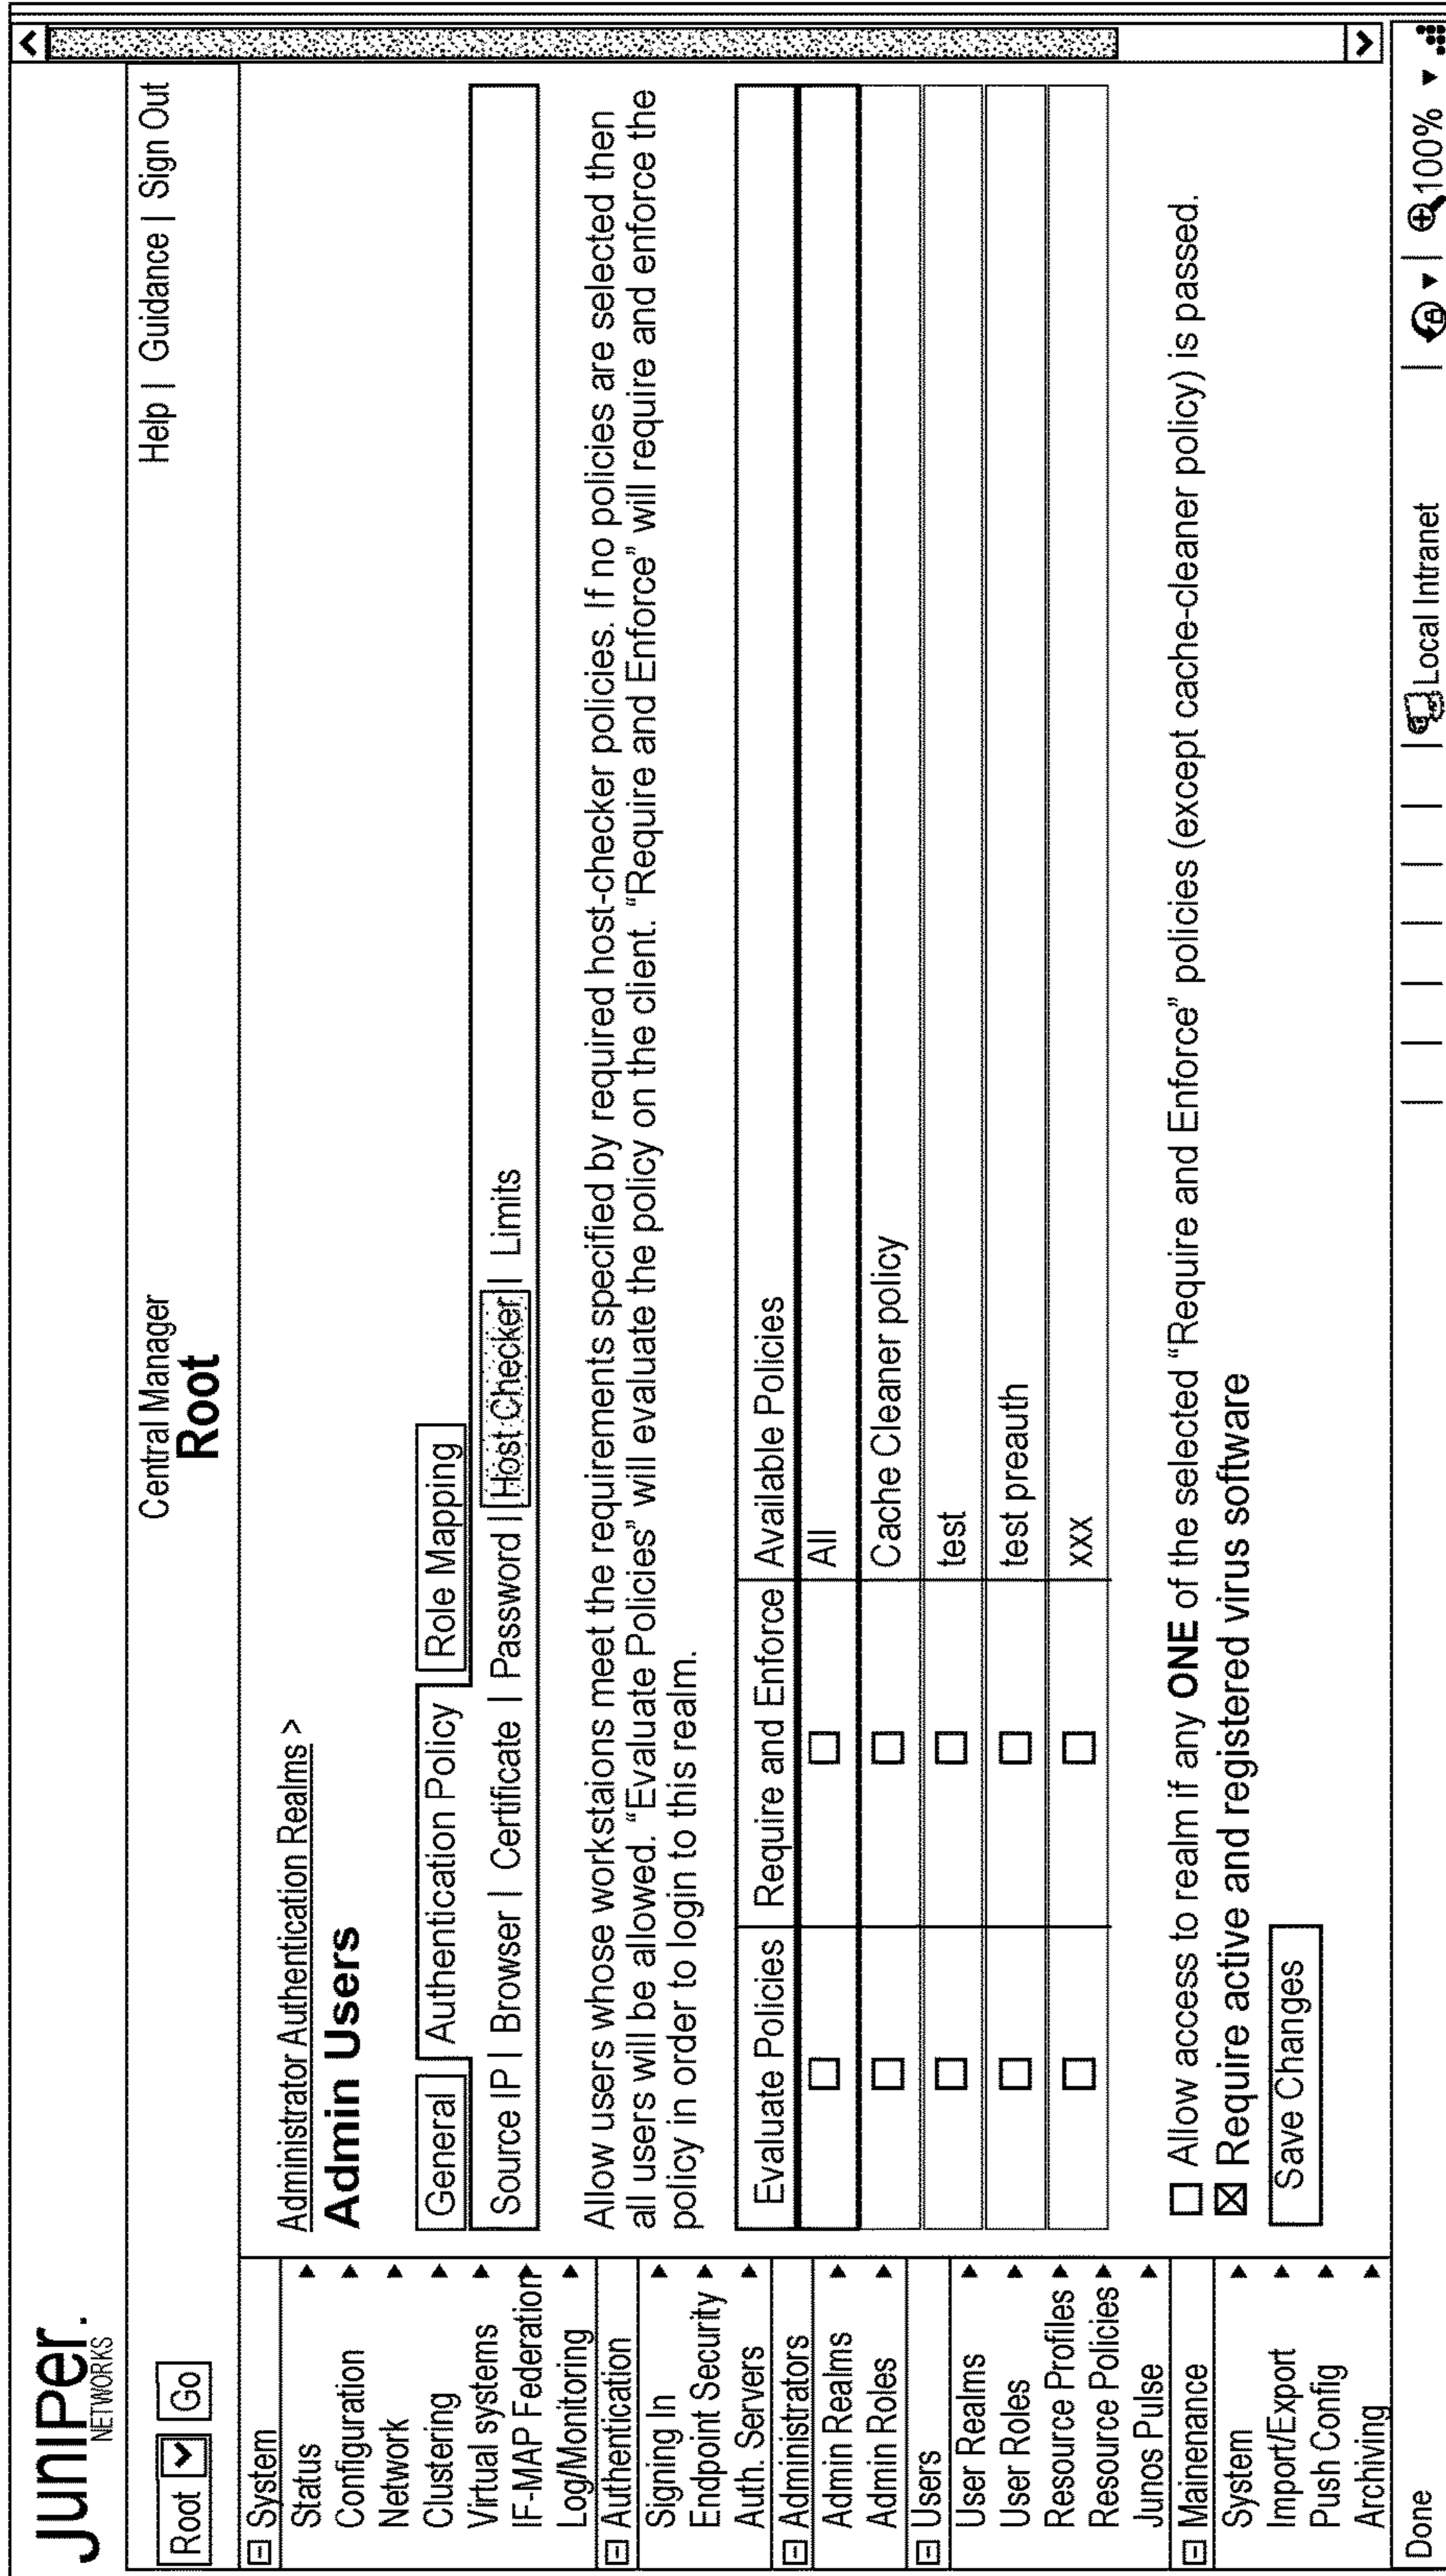 JUNIPer.
NETWORKS
Root Go
Central Manager
Root
Help | Guidance | Sign Out
System
Status
Configuration
Network
Clustering
Virtual systems
IF-MAP Federation
Log/Monitoring
Authentication
Signing In
Endpoint Security
Auth. Servers
Administrators
Admin Realms
Admin Roles
Users
User Realms
User Roles
Resource Profiles
Resource Policies
Junos Pulse
Mainenance
System
Import/Export
Push Config
Archiving
Administrator Authentication Realms >
Admin Users
General Authentication Policy Role Mapping
Source IP | Browser | Certificate | Password | Host Checker | Limits
Allow users whose workstaions meet the requirements specified by required host-checker policies. If no policies are selected then
all users will be allowed. “Evaluate Policies” will evaluate the policy on the client. “Require and Enforce” will require and enforce the
policy in order to login to this realm.
Evaluate Policies Require and Enforce Available Policies
All
Cache Cleaner policy
test
test preauth
xxx
Allow access to realm if any ONE of the selected “Require and Enforce” policies (except cache-cleaner policy) is passed.
Require active and registered virus software
Save Changes
Done
Local Intranet
100%